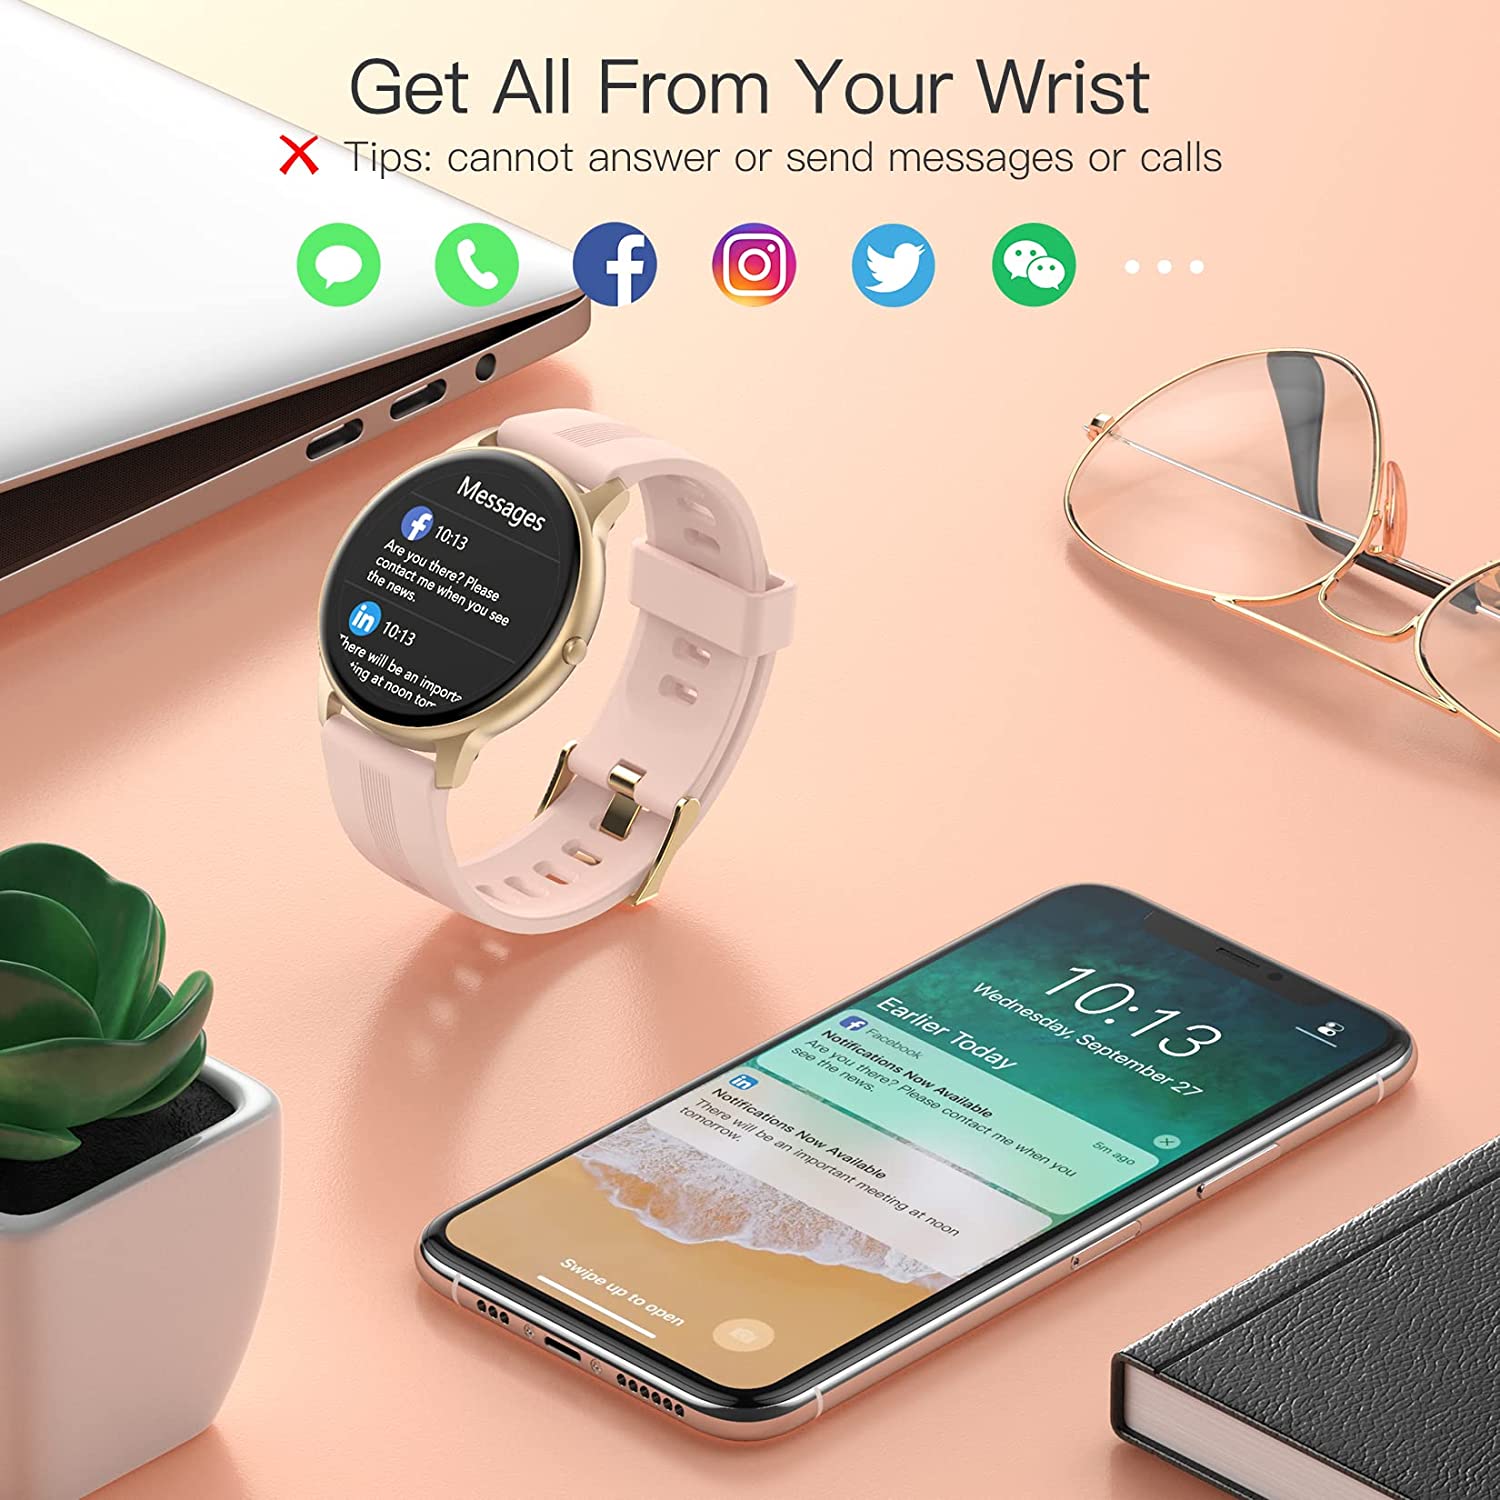 Get All From Your Wrist
Tips: cannot answer or send messages or calls
Messages
10:13
Are you there? Please
contact me when you see
the news.
in 10:13
There will be an importa
ing at noon tom
10:13
Wednesday, September 27
Earlier Today
Facebook
Notifications Now Available
Are you there? Please contact me when you
see the news.
5m ago
in
Notifications Now Available
There will be an important meeting at noon
tomorrow.
Swipe up to open